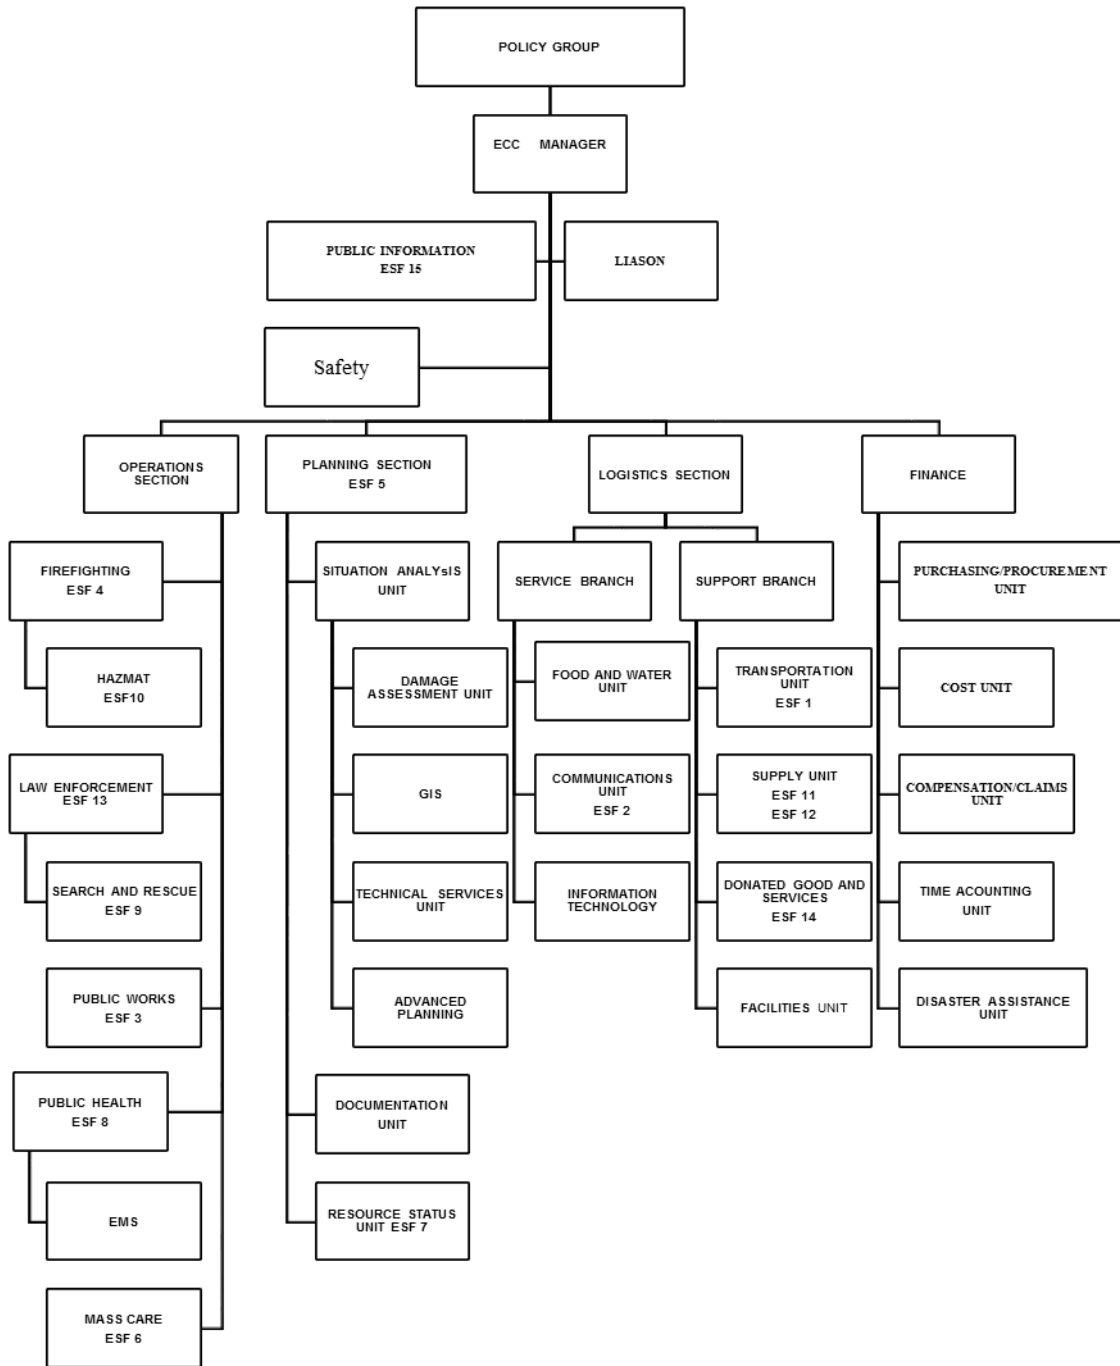 POLICY GROUP
ECC MANAGER
PUBLIC INFORMATION
ESF 15
LIASON
Safety
OPERATIONS
SECTION
PLANNING SECTION
ESF 5
LOGISTICS SECTION
FINANCE
FIREFIGHTING
ESF 4
HAZMAT
ESF10
LAW ENFORCEMENT
ESF 13
SEARCH AND RESCUE
ESF 9
PUBLIC WORKS
ESF 3
PUBLIC HEALTH
ESF 8
EMS
MASS CARE
ESF 6
SITUATION ANALYsIS
UNIT
DAMAGE
ASSESSMENT UNIT
GIS
TECHNICAL SERVICES
UNIT
ADVANCED
PLANNING
DOCUMENTATION
UNIT
RESOURCE STATUS
UNIT ESF 7
SERVICE BRANCH
FOOD AND WATER
UNIT
COMMUNICATIONS
UNIT
ESF 2
INFORMATION
TECHNOLOGY
SUPPORT BRANCH
TRANSPORTATION
UNIT
ESF 1
SUPPLY UNIT
ESF 11
ESF 12
DONATED GOOD AND
SERVICES
ESF 14
FACILITIES UNIT
PURCHASING/PROCUREMENT
UNIT
COST UNIT
COMPENSATION/CLAIMS
UNIT
TIME ACOUNTING
UNIT
DISASTER ASSISTANCE
UNIT